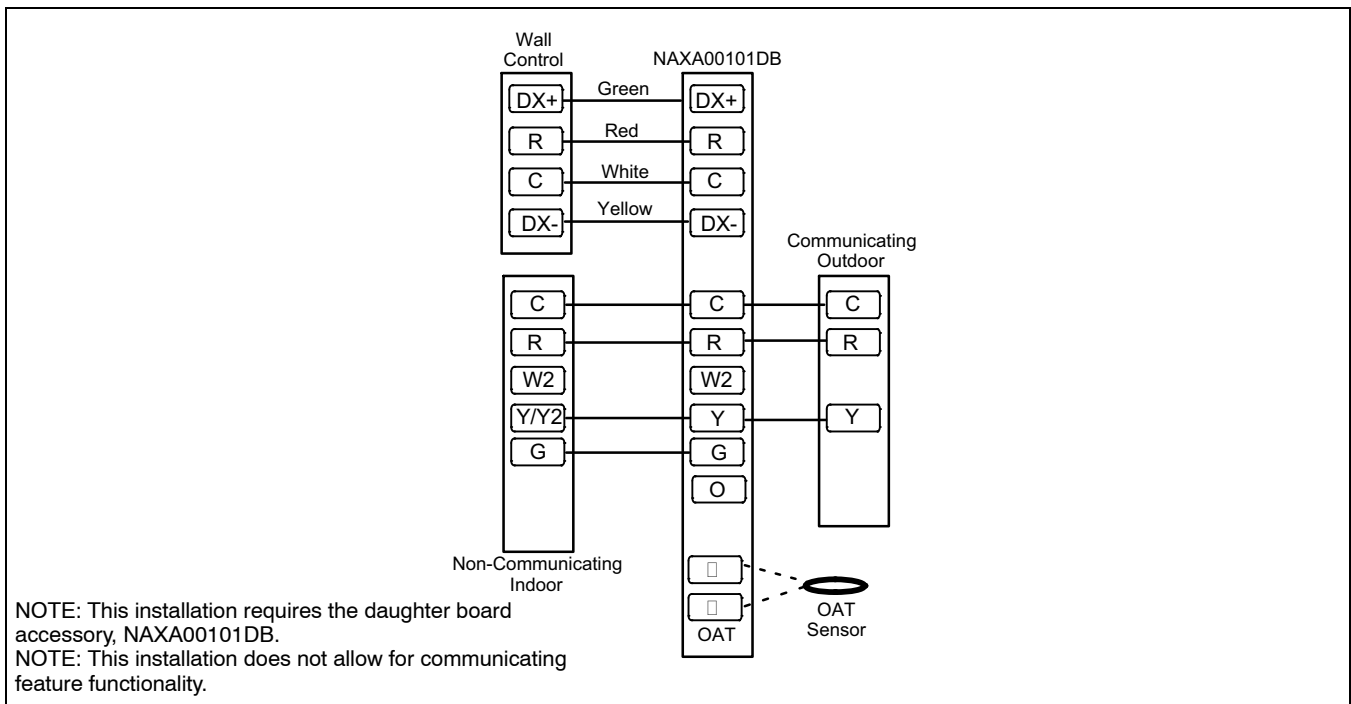 Wall
Control
NAXA00101DB
DX+
Green
DX+
R
Red
R
C
White
C
DX-
Yellow
DX-
Communicating
Outdoor
C
C
C
R
R
R
W2
W2
Y/Y2
Y
Y
G
G
O
Non-Communicating
Indoor
OAT
OAT
Sensor
NOTE: This installation requires the daughter board
accessory, NAXA00101DB.
NOTE: This installation does not allow for communicating
feature functionality.